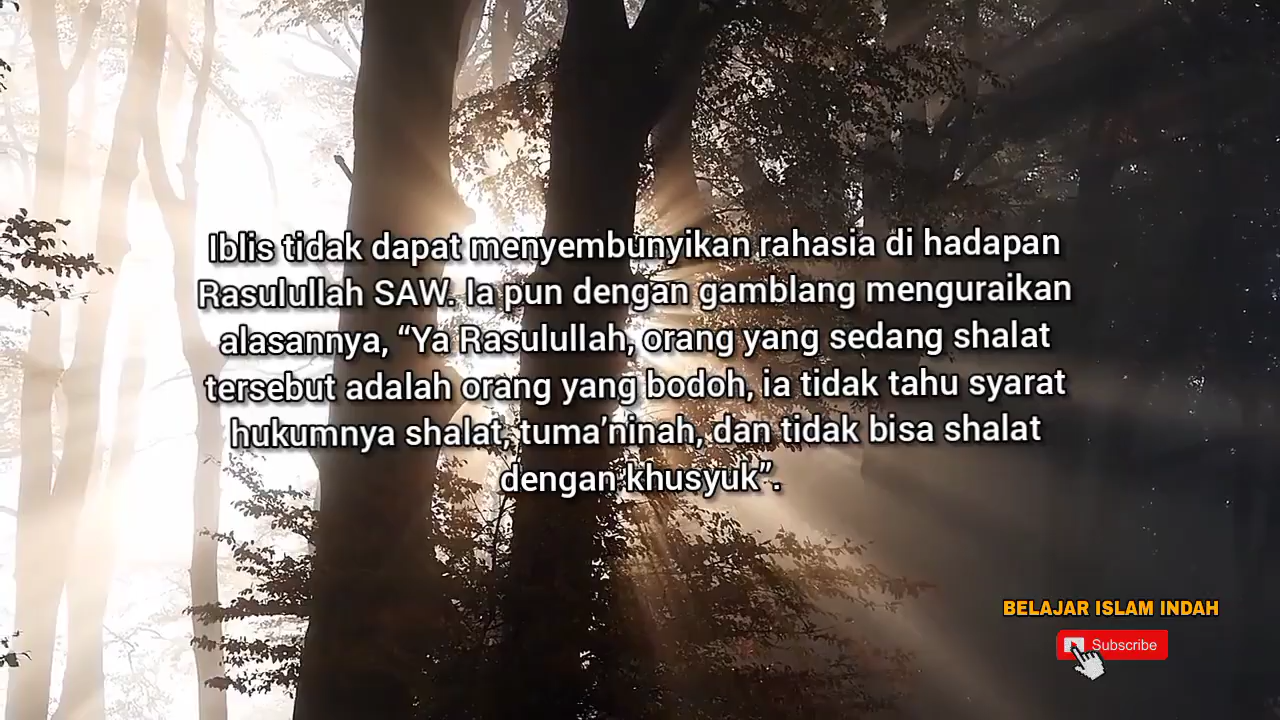 Iblis tidak dapat menyembunyikan rahasia di hadapan
Rasulullah SAW. Ia pun dengan gamblang menguraikan
alasannya, “Ya Rasulullah, orang yang sedang shalat
tersebut adalah orang yang bodoh, ia tidak tahu syarat
hukumnya shalat, tuma’ninah, dan tidak bisa shalat
dengan khusyuk”.
BELAJAR ISLAM INDAH
Subscribe